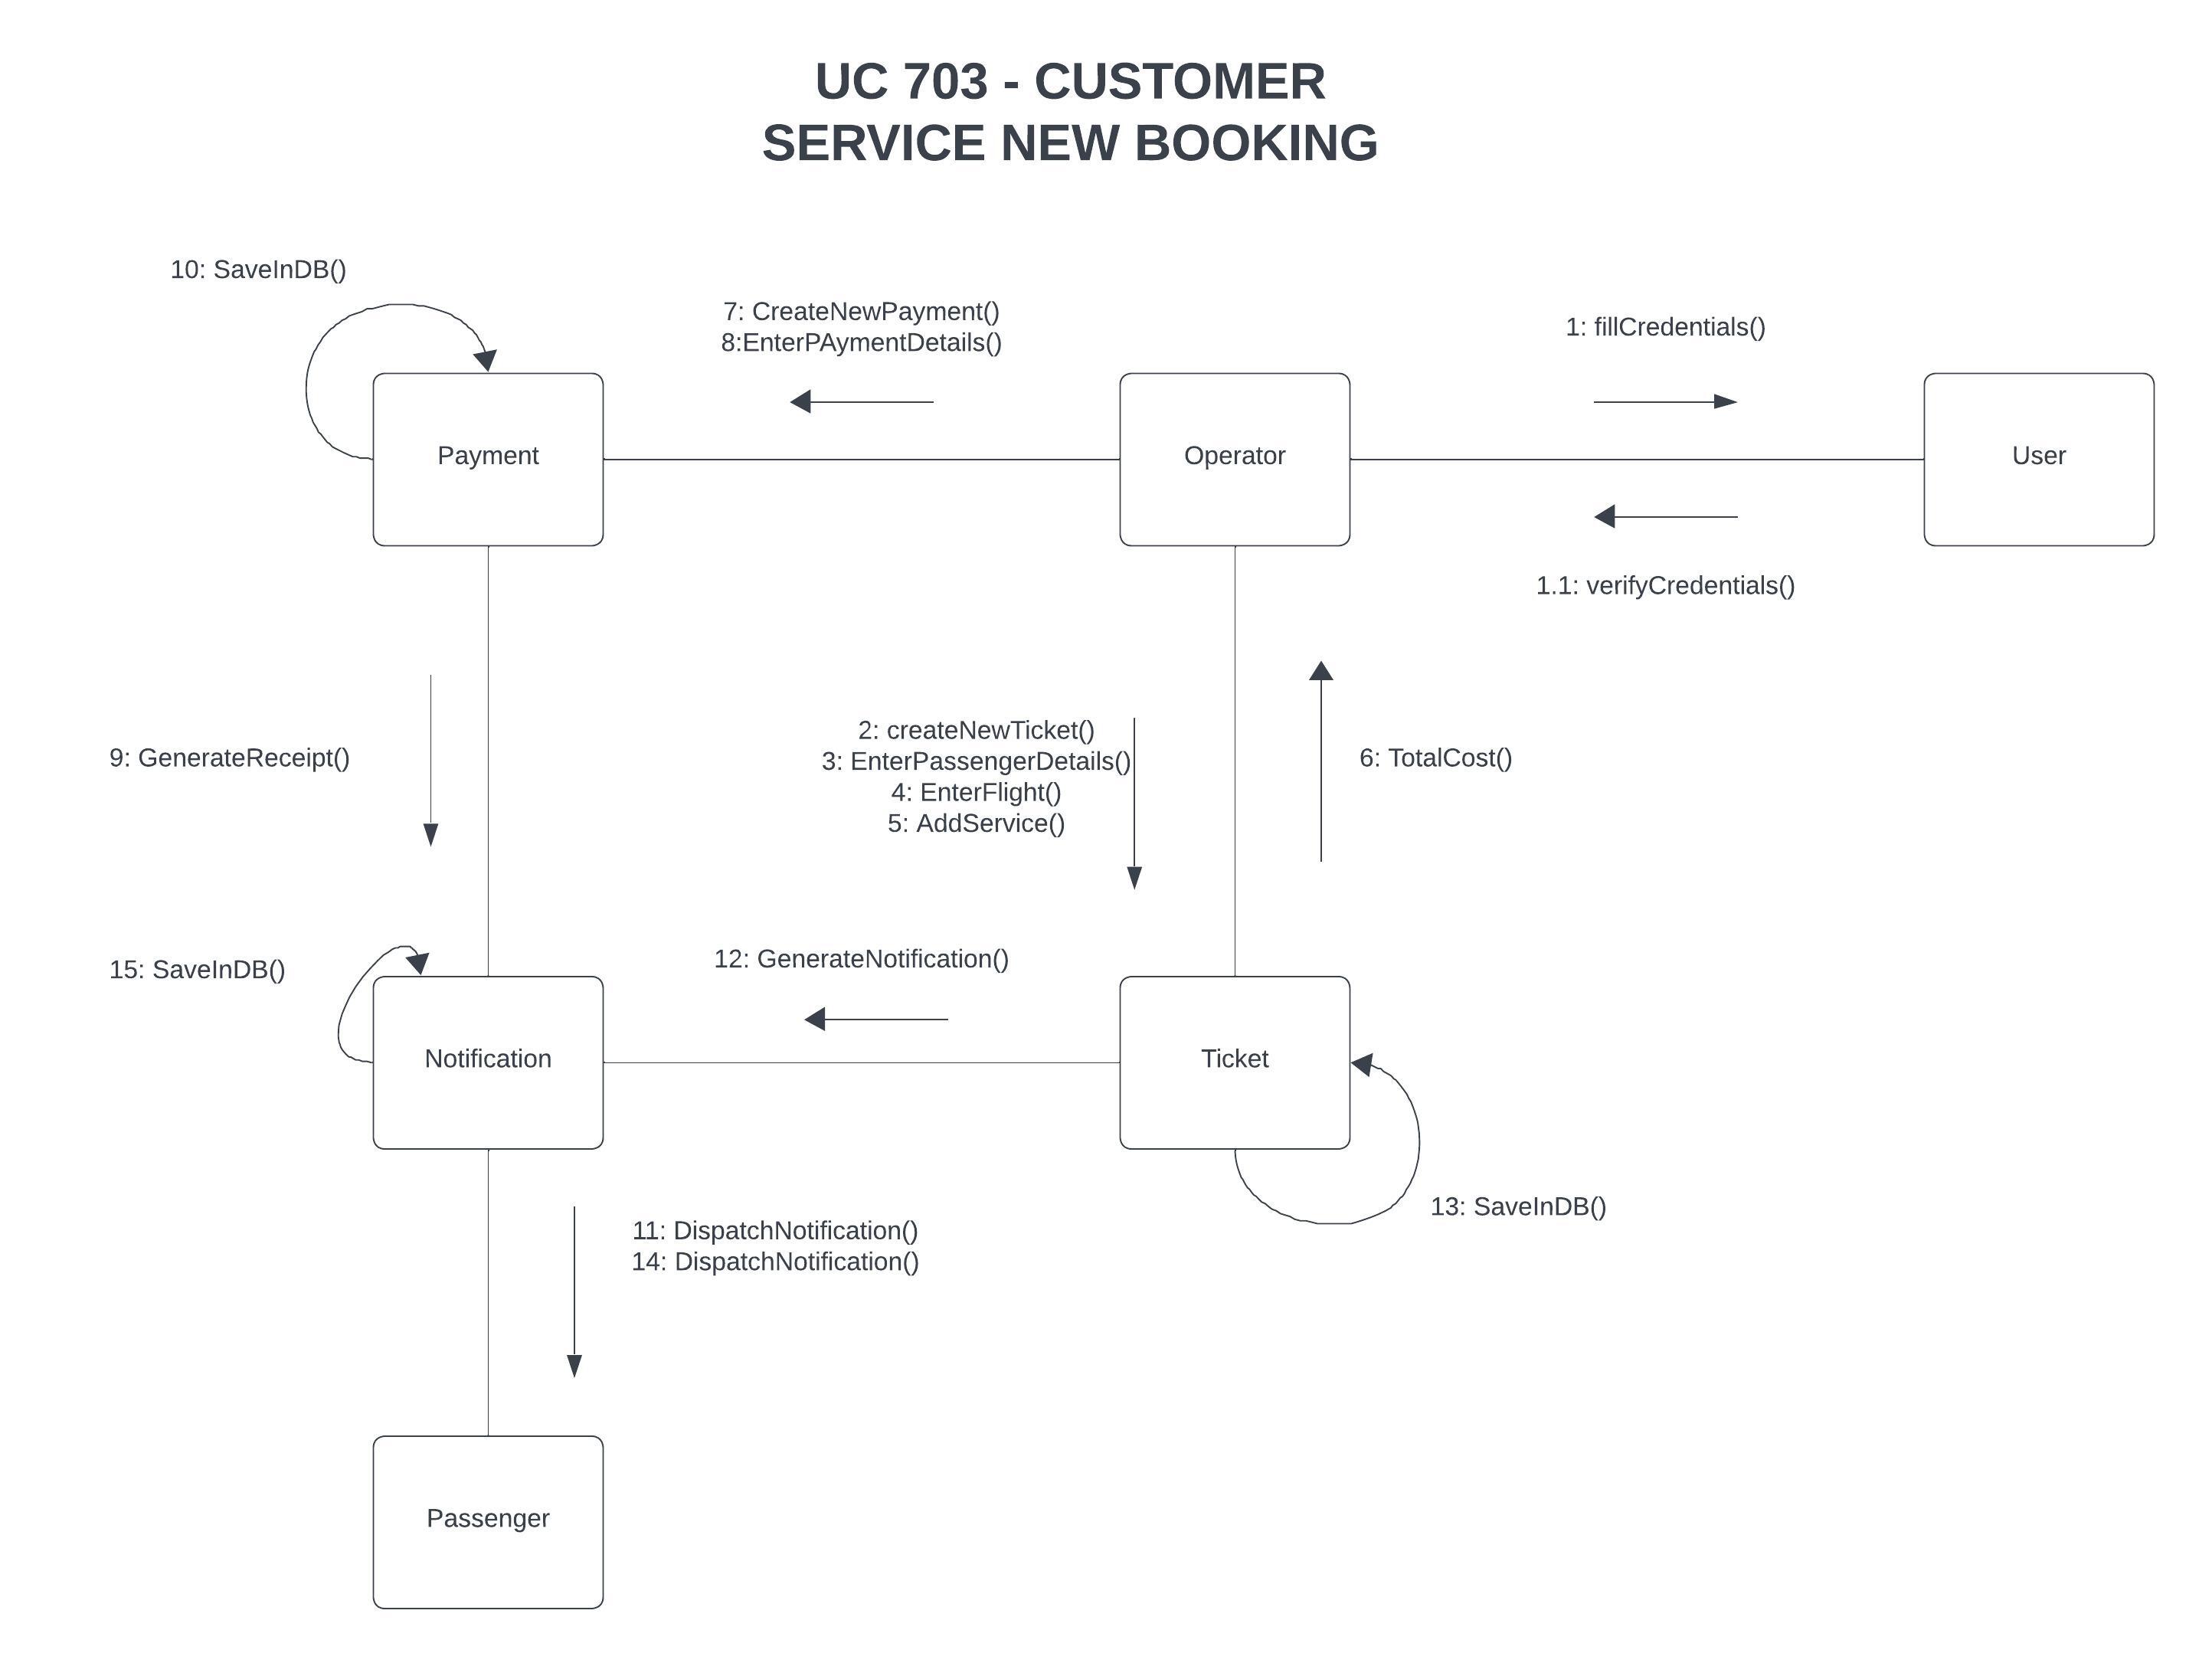 UC 703 - CUSTOMER
SERVICE NEW BOOKING
10: SaveInDB()
7: CreateNewPayment()
8:EnterPAymentDetails()
1: fillCredentials()
Payment
Operator
User
1.1: verifyCredentials()
9: GenerateReceipt()
2: createNewTicket()
3: EnterPassengerDetails()
4: EnterFlight()
5: AddService()
6: TotalCost()
15: SaveInDB()
12: GenerateNotification()
Notification
Ticket
13: SaveInDB()
11: DispatchNotification()
14: DispatchNotification()
Passenger